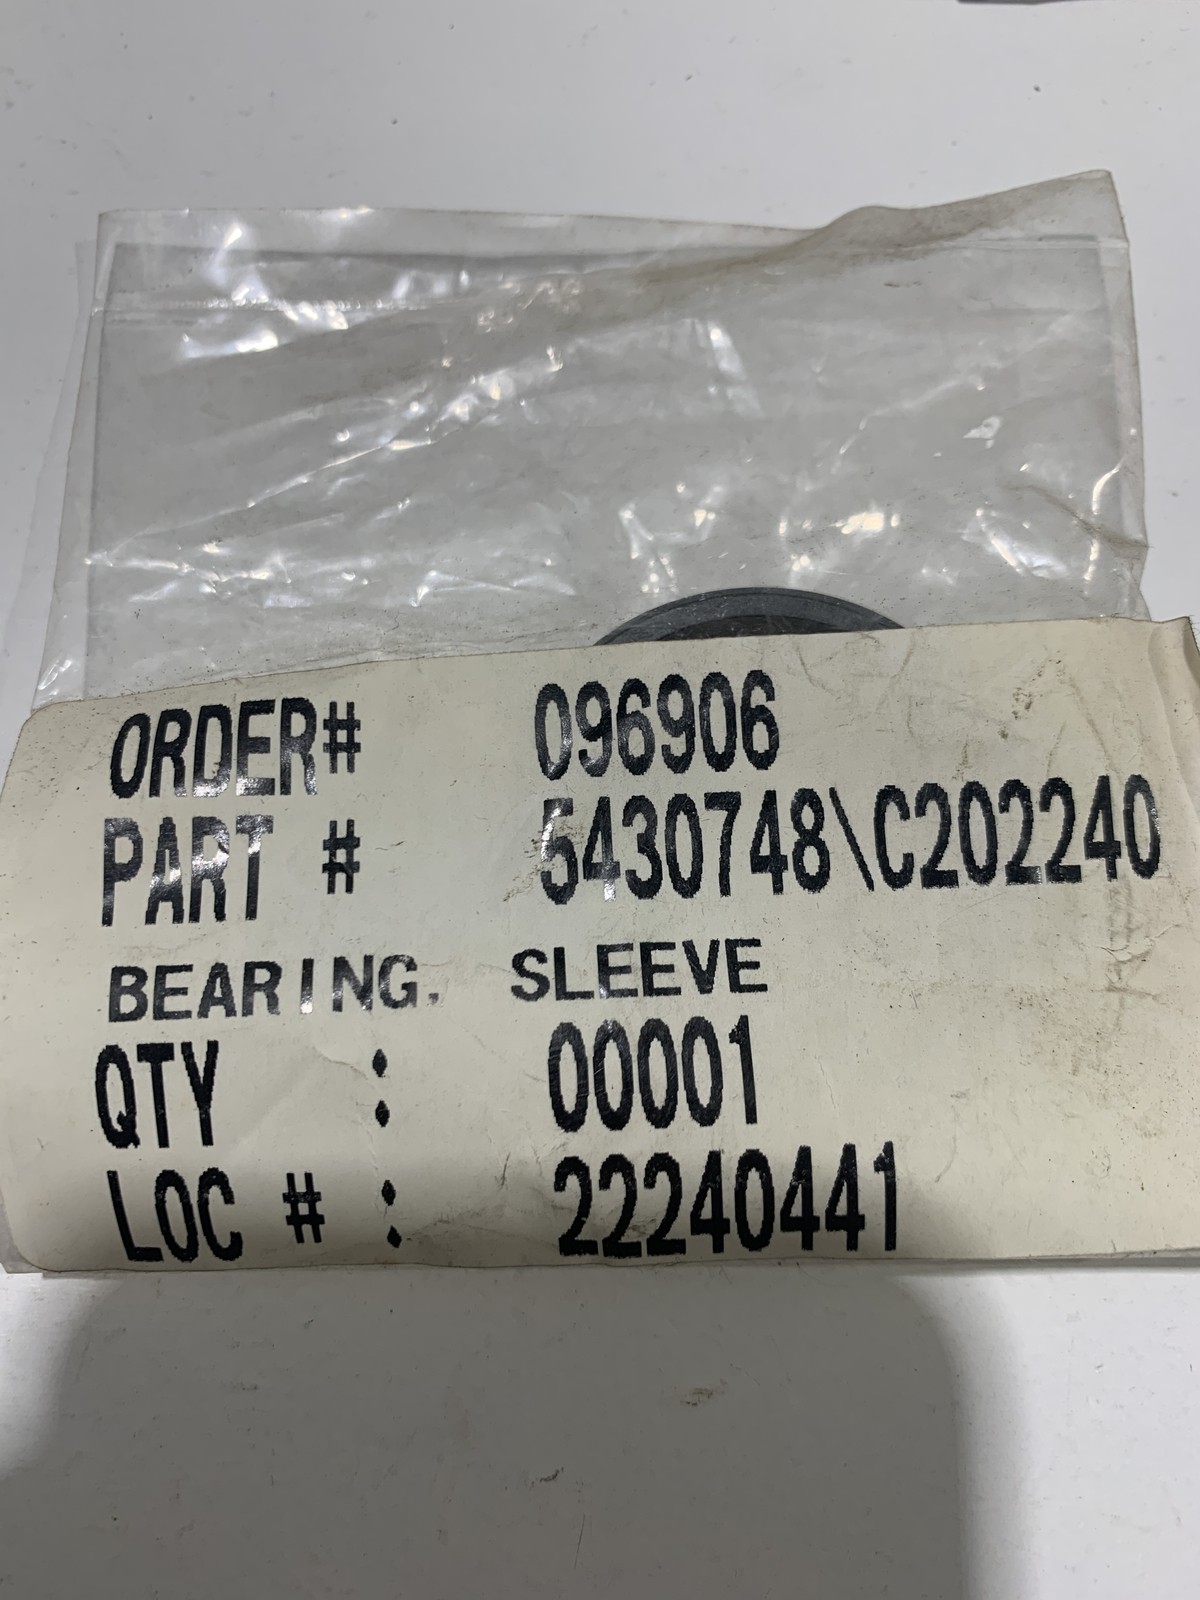 ORDER# 096906
PART # 5430748\C202240
BEARING, SLEEVE
QTY : 00001
LOC # : 22240441